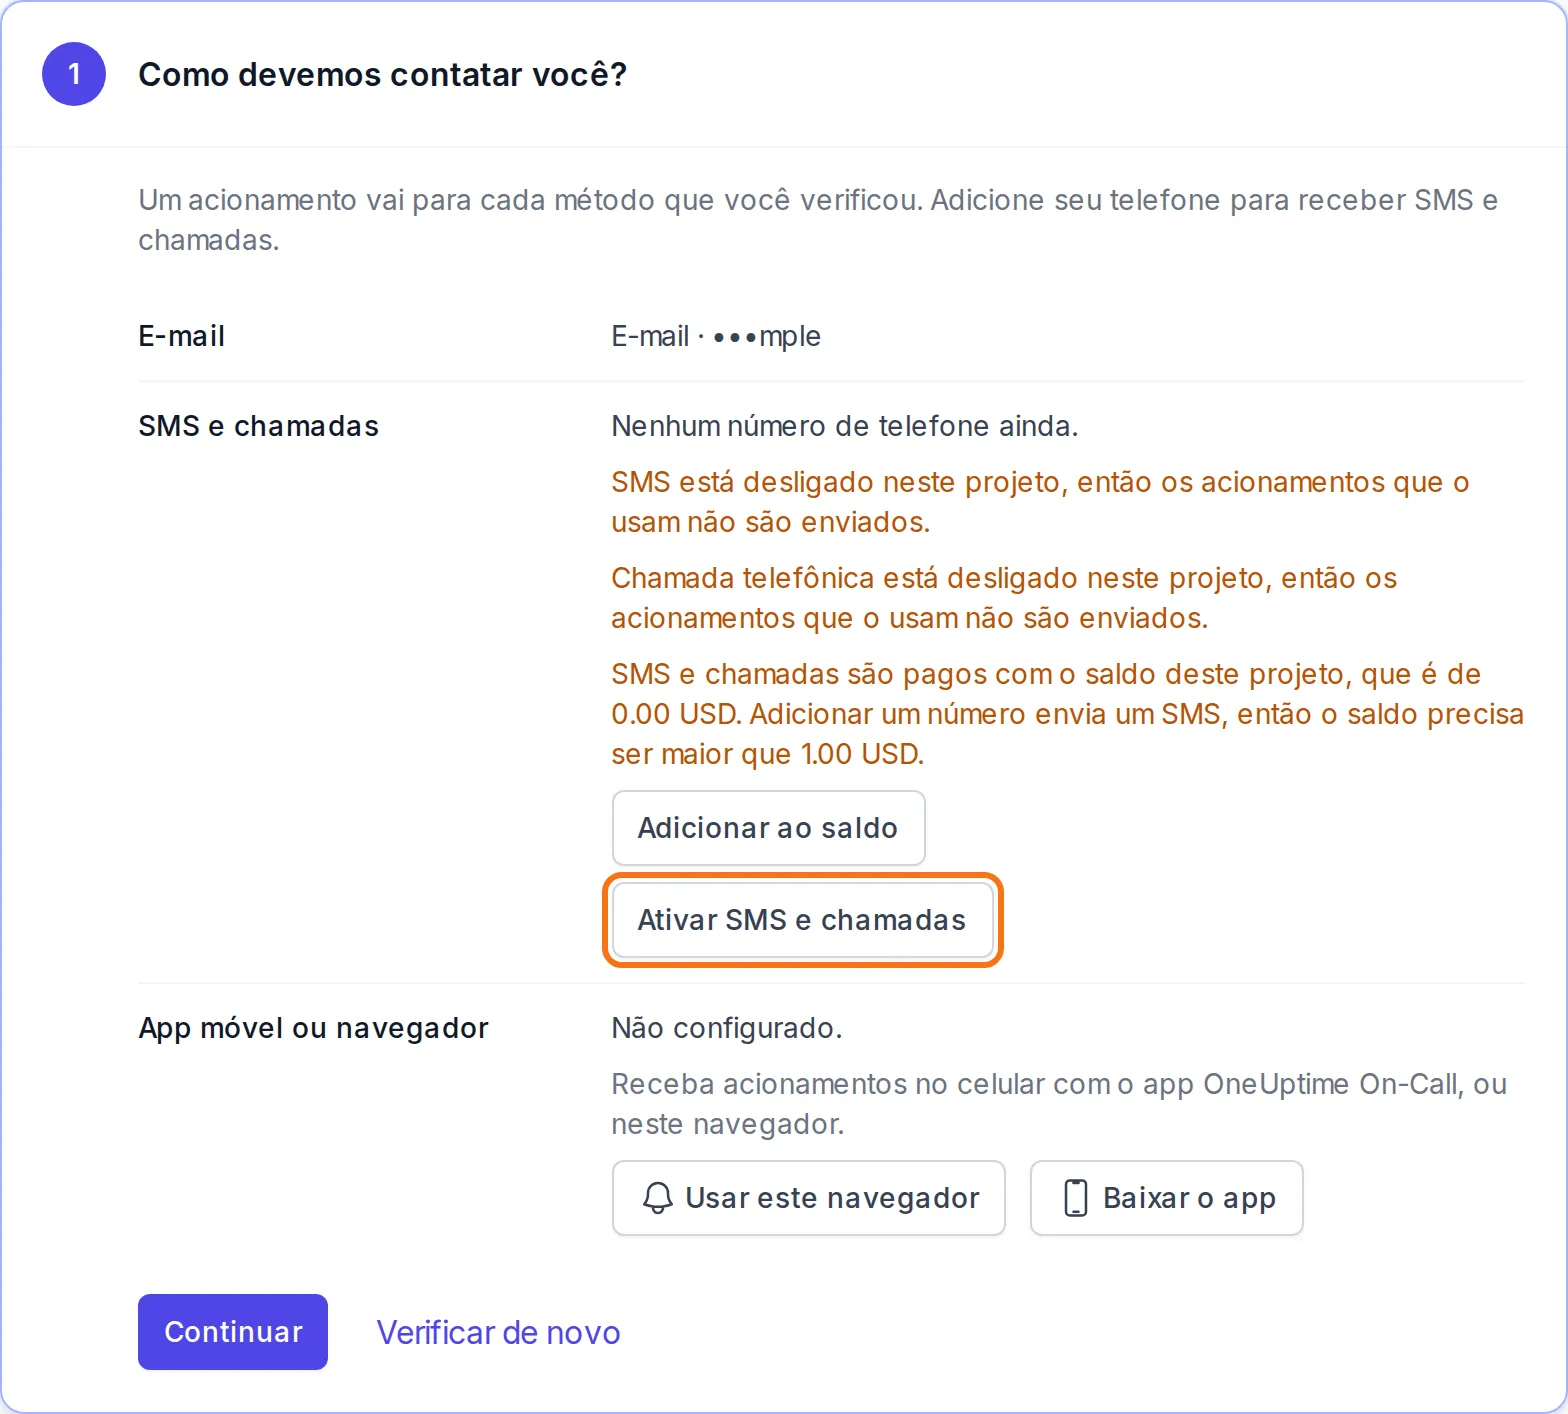 1
Como devemos contatar você?
Um acionamento vai para cada método que você verificou. Adicione seu telefone para receber SMS e
chamadas.
E-mail
E-mail · •••mple
SMS e chamadas
Nenhum número de telefone ainda.
SMS está desligado neste projeto, então os acionamentos que o
usam não são enviados.
Chamada telefônica está desligado neste projeto, então os
acionamentos que o usam não são enviados.
SMS e chamadas são pagos com o saldo deste projeto, que é de
0.00 USD. Adicionar um número envia um SMS, então o saldo precisa
ser maior que 1.00 USD.
Adicionar ao saldo
Ativar SMS e chamadas
App móvel ou navegador
Não configurado.
Receba acionamentos no celular com o app OneUptime On-Call, ou
neste navegador.
Usar este navegador
Baixar o app
Continuar
Verificar de novo